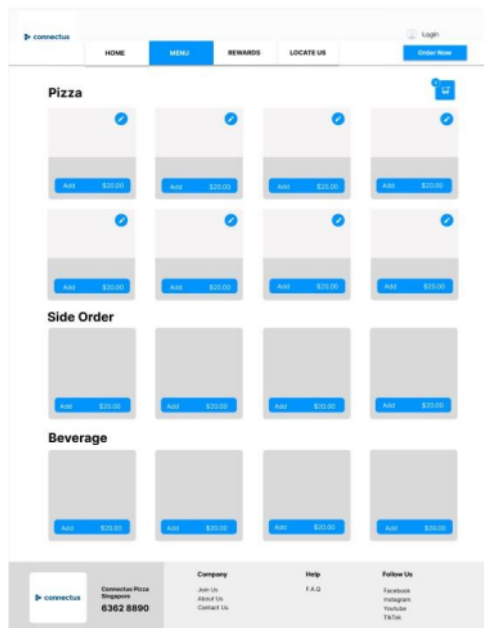 connectus
Login
HOME MENU REWARDS LOCATE US
Order Now
Pizza
Add $20.00 Add $20.00 Add $20.00 Add $20.00
Add $20.00 Add $20.00 Add $20.00 Add $20.00
Side Order
Add $20.00 Add $20.00 Add $20.00 Add $20.00
Beverage
Add $20.00 Add $20.00 Add $20.00 Add $20.00
Company Help Follow Us
connectus
Connectus Pizza
Singapore
6362 8890
Join Us
About Us
Contact Us
F.A.Q
Facebook
Instagram
Youtube
TikTok